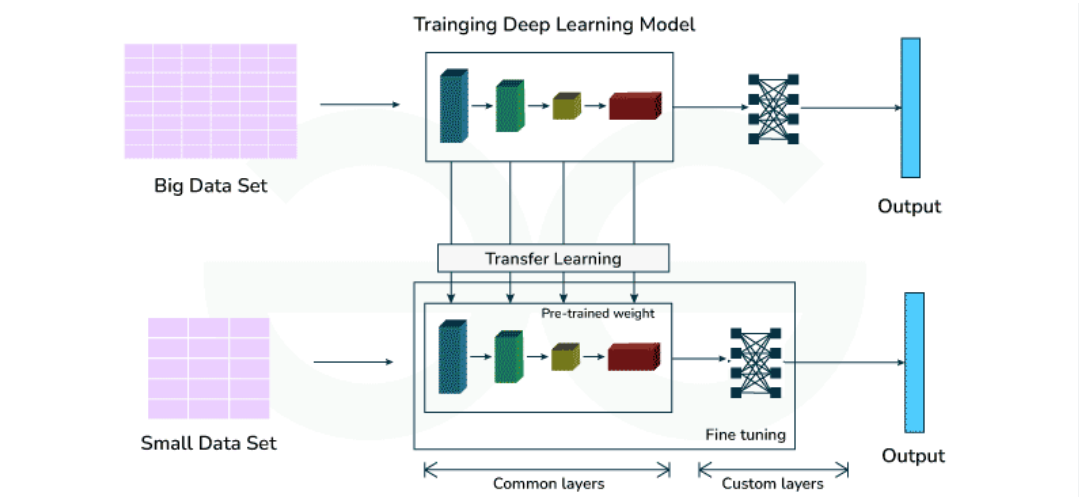 Trainging Deep Learning Model
Big Data Set
Output
Transfer Learning
Pre-trained weight
Small Data Set
Fine tuning
Output
Common layers
Custom layers